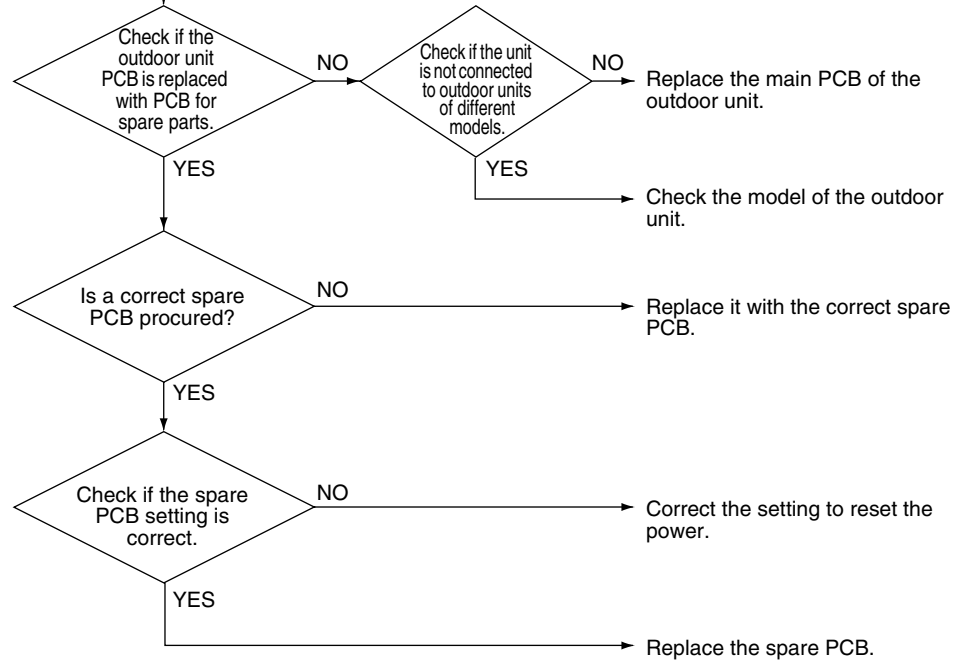 Check if the
outdoor unit
PCB is replaced
with PCB for
spare parts.
NO
Check if the unit
is not connected
to outdoor units
of different
models.
NO
Replace the main PCB of the
outdoor unit.
YES
YES
Check the model of the outdoor
unit.
Is a correct spare
PCB procured?
NO
Replace it with the correct spare
PCB.
YES
Check if the spare
PCB setting is
correct.
NO
Correct the setting to reset the
power.
YES
Replace the spare PCB.